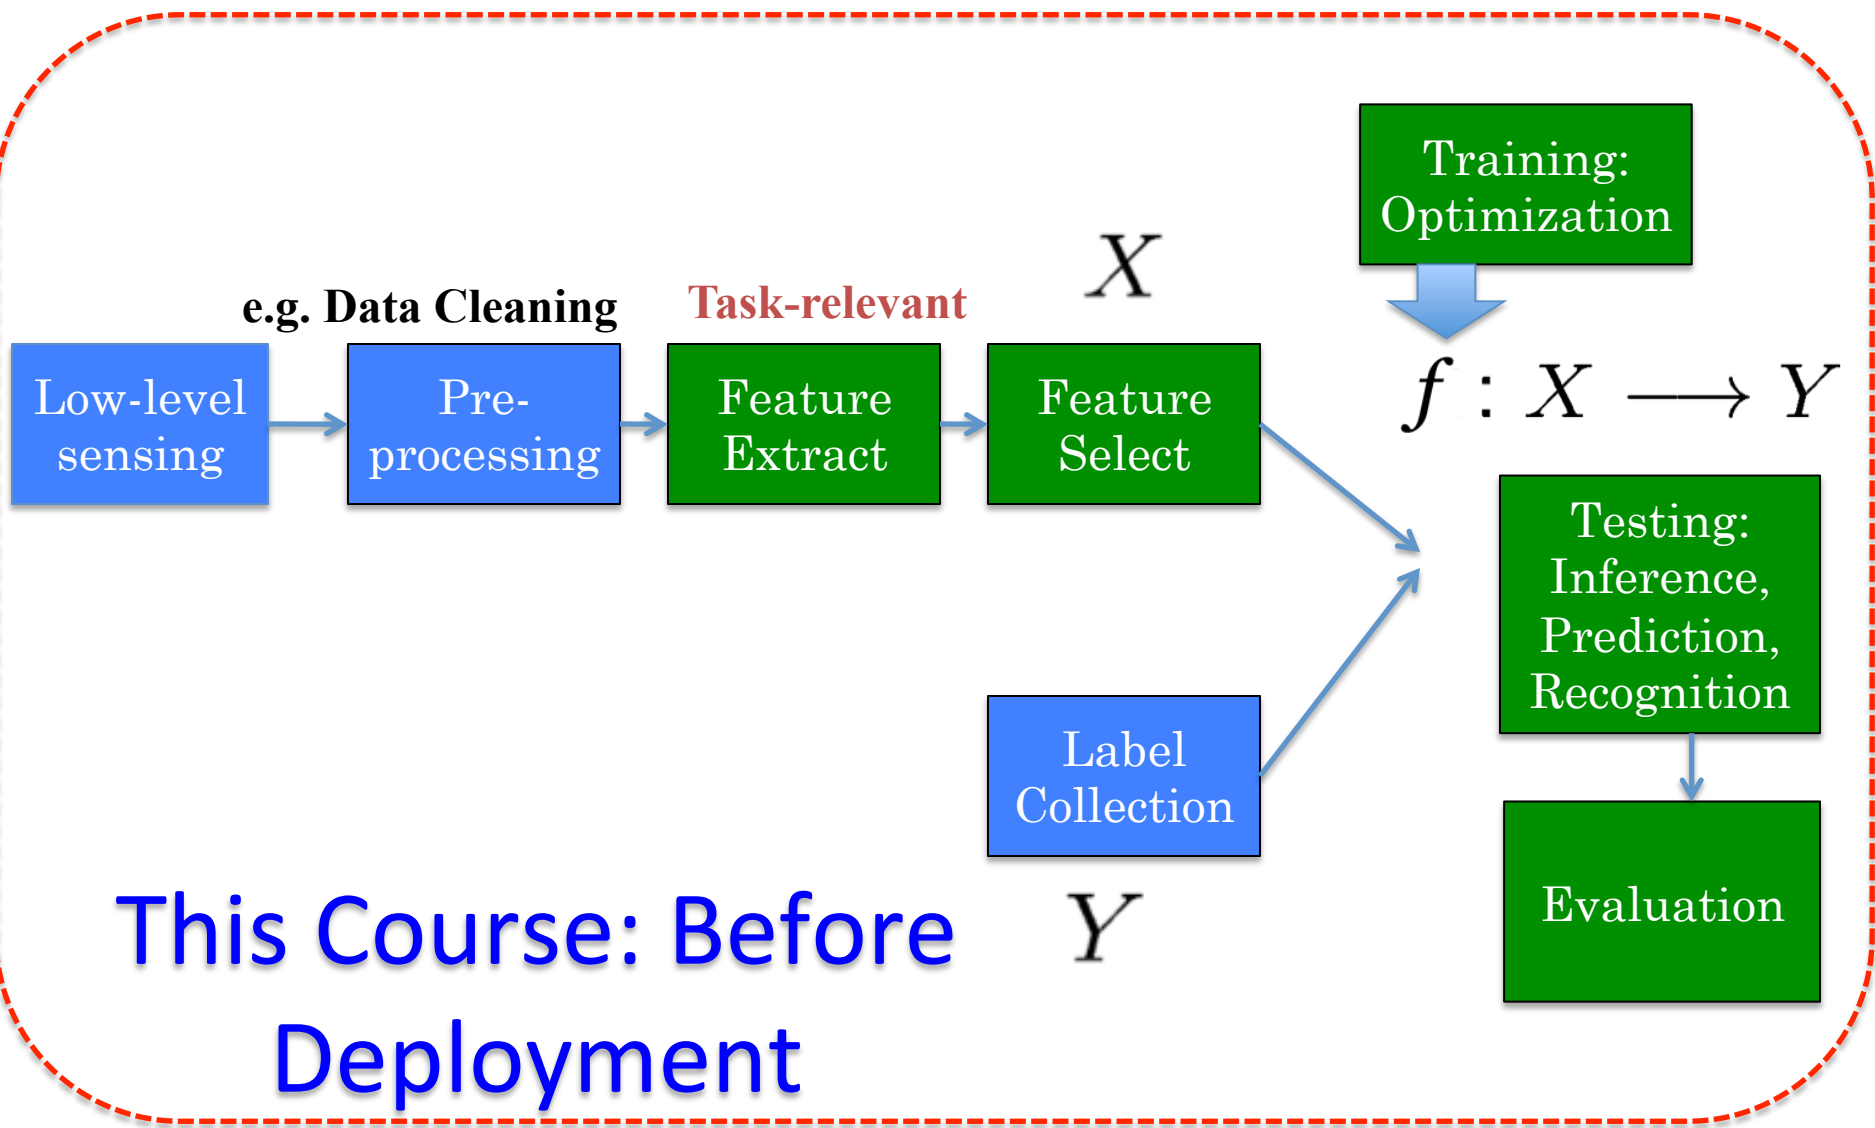 Training:
Optimization
X
e.g. Data Cleaning
Task-relevant
Low-level
sensing
Pre-
processing
Feature
Extract
Feature
Select
f : X ⟶ Y
Testing:
Inference,
Prediction,
Recognition
Label
Collection
Y
Evaluation
This Course: Before
Deployment